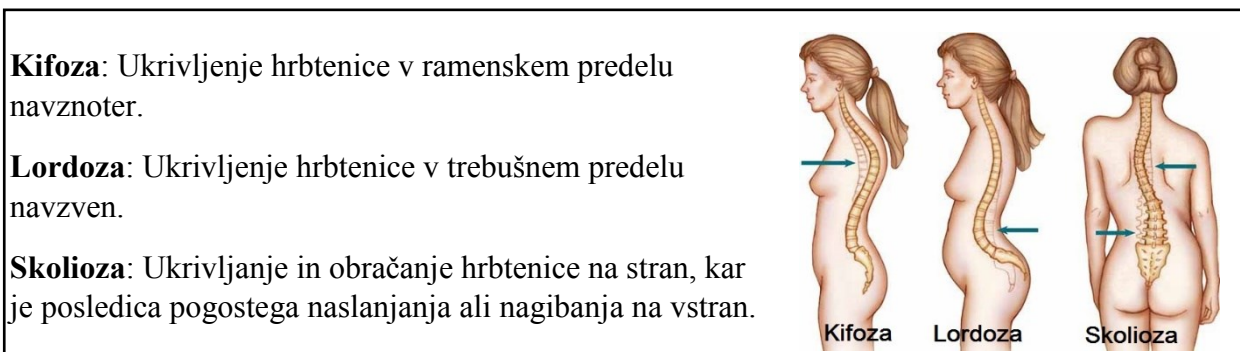 Kifoza: Ukrivljenje hrbtenice v ramenskem predelu
navznoter.
Lordoza: Ukrivljenje hrbtenice v trebušnem predelu
navzven.
Skolioza: Ukrivljanje in obračanje hrbtenice na stran, kar
je posledica pogostega naslanjanja ali nagibanja na vstran.
Kifoza Lordoza Skolioza